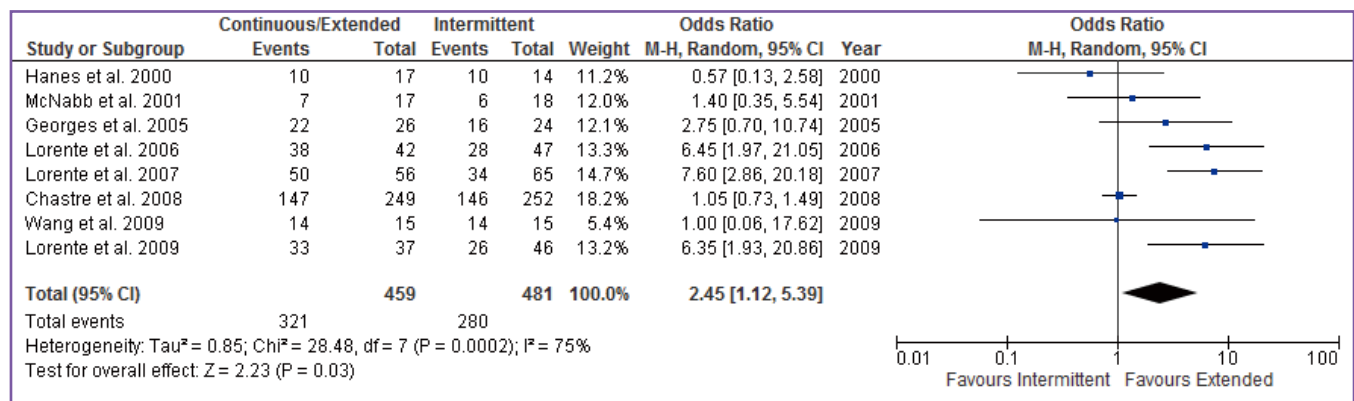 Continuous/Extended Intermittent Odds Ratio Odds Ratio
Study or Subgroup Events Total Events Total Weight M-H, Random, 95% CI Year M-H, Random, 95% CI
Hanes et al. 2000 10 17 10 14 11.2% 0.57 [0.13, 2.58] 2000
McNabb et al. 2001 7 17 6 18 12.0% 1.40 [0.35, 5.54] 2001
Georges et al. 2005 22 26 16 24 12.1% 2.75 [0.70, 10.74] 2005
Lorente et al. 2006 38 42 28 47 13.3% 6.45 [1.97, 21.05] 2006
Lorente et al. 2007 50 56 34 65 14.7% 7.60 [2.86, 20.18] 2007
Chastre et al. 2008 147 249 146 252 18.2% 1.05 [0.73, 1.49] 2008
Wang et al. 2009 14 15 14 15 5.4% 1.00 [0.06, 17.62] 2009
Lorente et al. 2009 33 37 26 46 13.2% 6.35 [1.93, 20.86] 2009
Total (95% CI) 459 481 100.0% 2.45 [1.12, 5.39]
Total events 321 280
Heterogeneity: Tau² = 0.85; Chi² = 28.48, df = 7 (P = 0.0002); I² = 75%
Test for overall effect: Z = 2.23 (P = 0.03)
0.01 0.1 1 10 100
Favours Intermittent Favours Extended